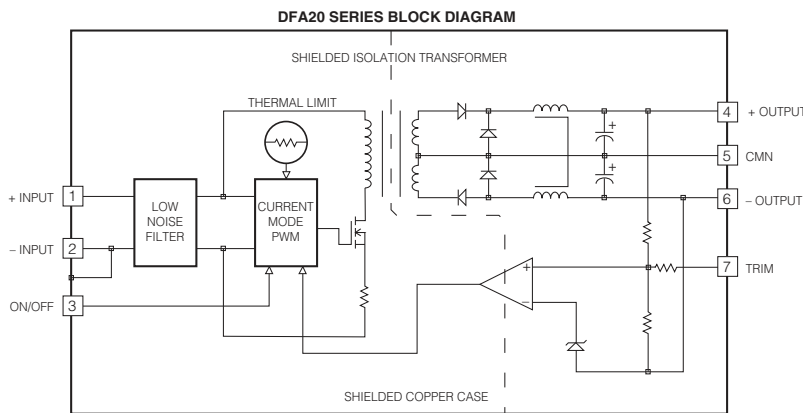 DFA20 SERIES BLOCK DIAGRAM
SHIELDED ISOLATION TRANSFORMER
THERMAL LIMIT
4 + OUTPUT
+
5 CMN
+
+ INPUT 1
LOW
NOISE
FILTER
CURRENT
MODE
PWM
6 – OUTPUT
– INPUT 2
+
7 TRIM
–
ON/OFF 3
SHIELDED COPPER CASE